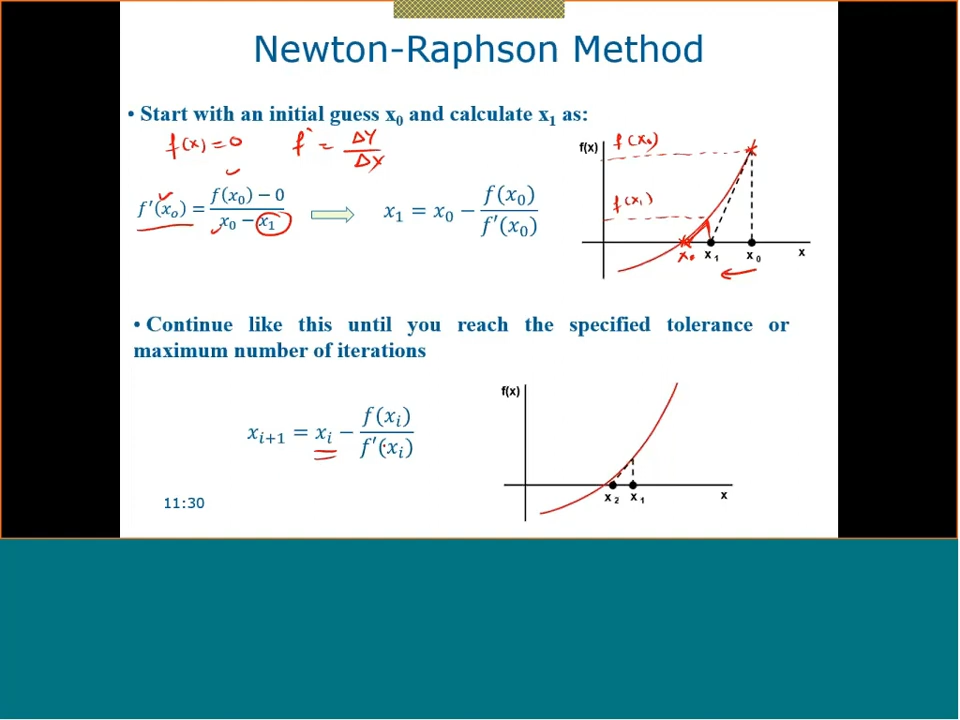 Newton-Raphson Method
• Start with an initial guess x₀ and calculate x₁ as:
f(x) = 0
f' = ΔY/ΔX
f′(xₒ) = (f(x₀) − 0)/(x₀ − x₁)
x₁ = x₀ − f(x₀)/f′(x₀)
f(x)
f(x₀)
f(x₁)
x₁
x₀
x
• Continue like this until you reach the specified tolerance or
maximum number of iterations
xᵢ₊₁ = xᵢ − f(xᵢ)/f′(xᵢ)
f(x)
x₂
x₁
x
11:30